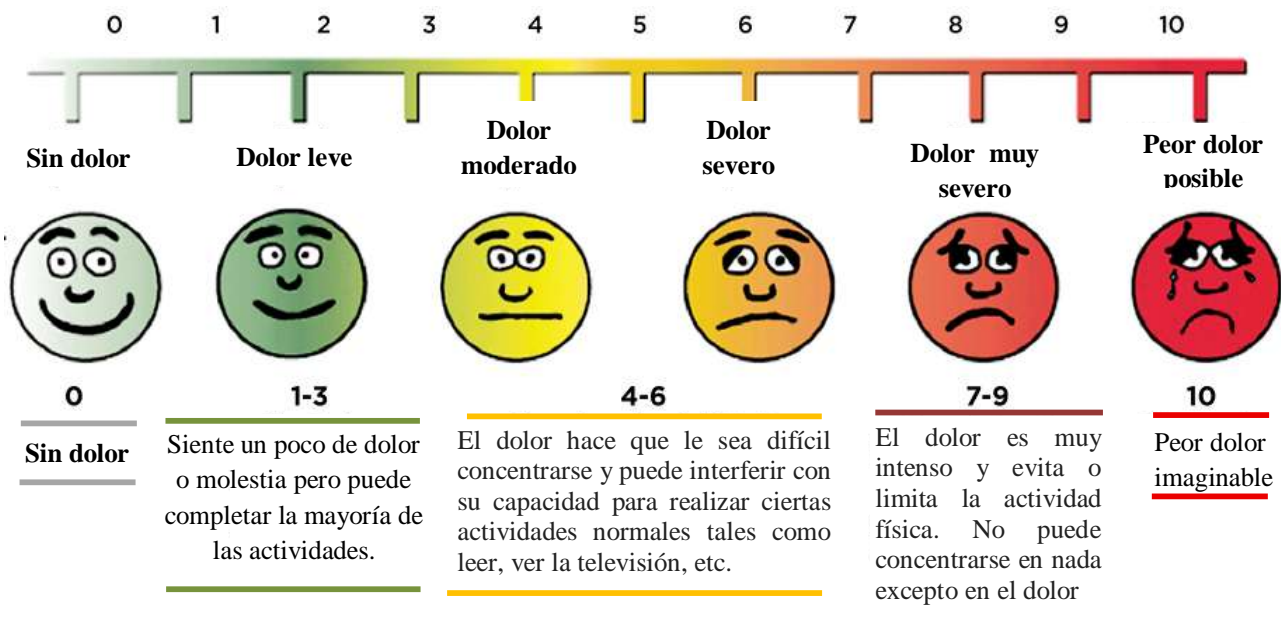 0 1 2 3 4 5 6 7 8 9 10
Sin dolor
Dolor leve
Dolor
moderado
Dolor
severo
Dolor muy
severo
Peor dolor
posible
0
1-3
4-6
7-9
10
Sin dolor
Siente un poco de dolor
o molestia pero puede
completar la mayoría de
las actividades.
El dolor hace que le sea difícil
concentrarse y puede interferir con
su capacidad para realizar ciertas
actividades normales tales como
leer, ver la televisión, etc.
El dolor es muy
intenso y evita o
limita la actividad
física. No puede
concentrarse en nada
excepto en el dolor
Peor dolor
imaginable